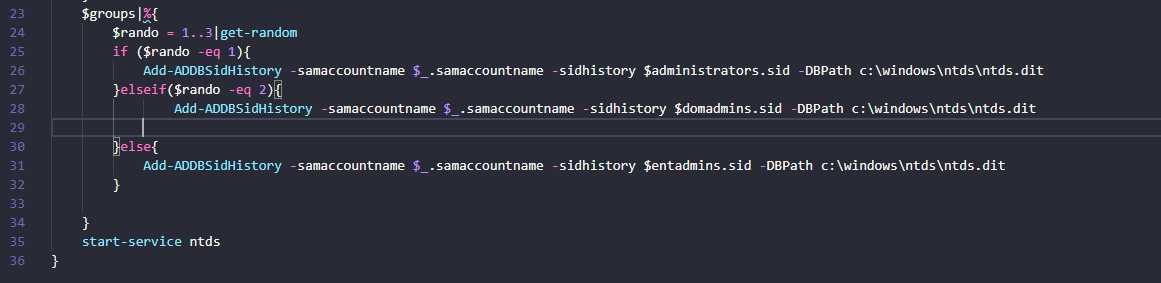 23 $groups|%{
24 $rando = 1..3|get-random
25 if ($rando -eq 1){
26 Add-ADDBSidHistory -samaccountname $_.samaccountname -sidhistory $administrators.sid -DBPath c:\windows\ntds\ntds.dit
27 }elseif($rando -eq 2){
28 Add-ADDBSidHistory -samaccountname $_.samaccountname -sidhistory $domadmins.sid -DBPath c:\windows\ntds\ntds.dit
29
30 }else{
31 Add-ADDBSidHistory -samaccountname $_.samaccountname -sidhistory $entadmins.sid -DBPath c:\windows\ntds\ntds.dit
32 }
33
34 }
35 start-service ntds
36 }